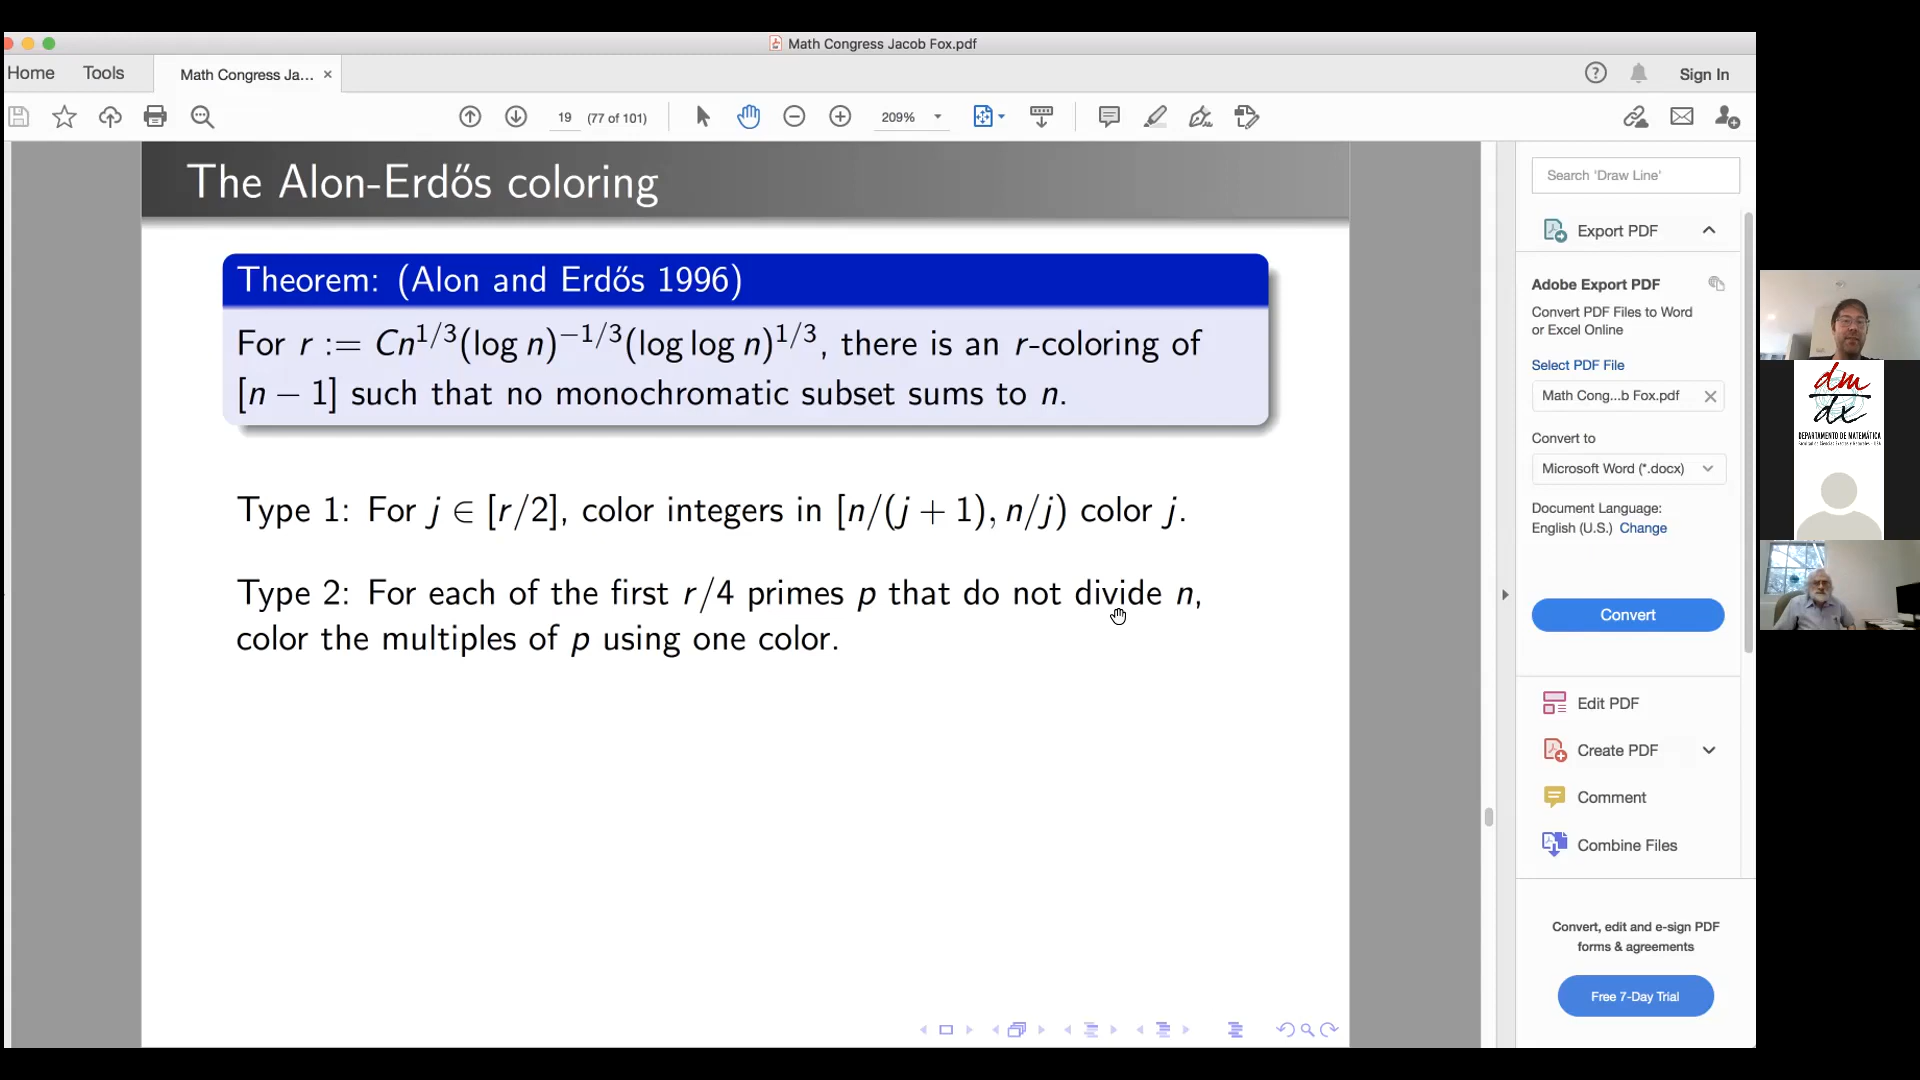 Math Congress Jacob Fox.pdf
Home Tools Math Congress Ja... × Sign In
19 (77 of 101) 209%
The Alon-Erdős coloring
Theorem: (Alon and Erdős 1996)
For r := Cn^{1/3}(log n)^{−1/3}(log log n)^{1/3}, there is an r-coloring of
[n − 1] such that no monochromatic subset sums to n.
Type 1: For j ∈ [r/2], color integers in [n/(j + 1), n/j) color j.
Type 2: For each of the first r/4 primes p that do not divide n,
color the multiples of p using one color.
Search 'Draw Line'
Export PDF
Adobe Export PDF
Convert PDF Files to Word
or Excel Online
Select PDF File
Math Cong...b Fox.pdf
Convert to
Microsoft Word (*.docx)
Document Language:
English (U.S.) Change
Convert
Edit PDF
Create PDF
Comment
Combine Files
Convert, edit and e-sign PDF
forms & agreements
Free 7-Day Trial
dm
dx
DEPARTAMENTO DE MATEMÁTICA